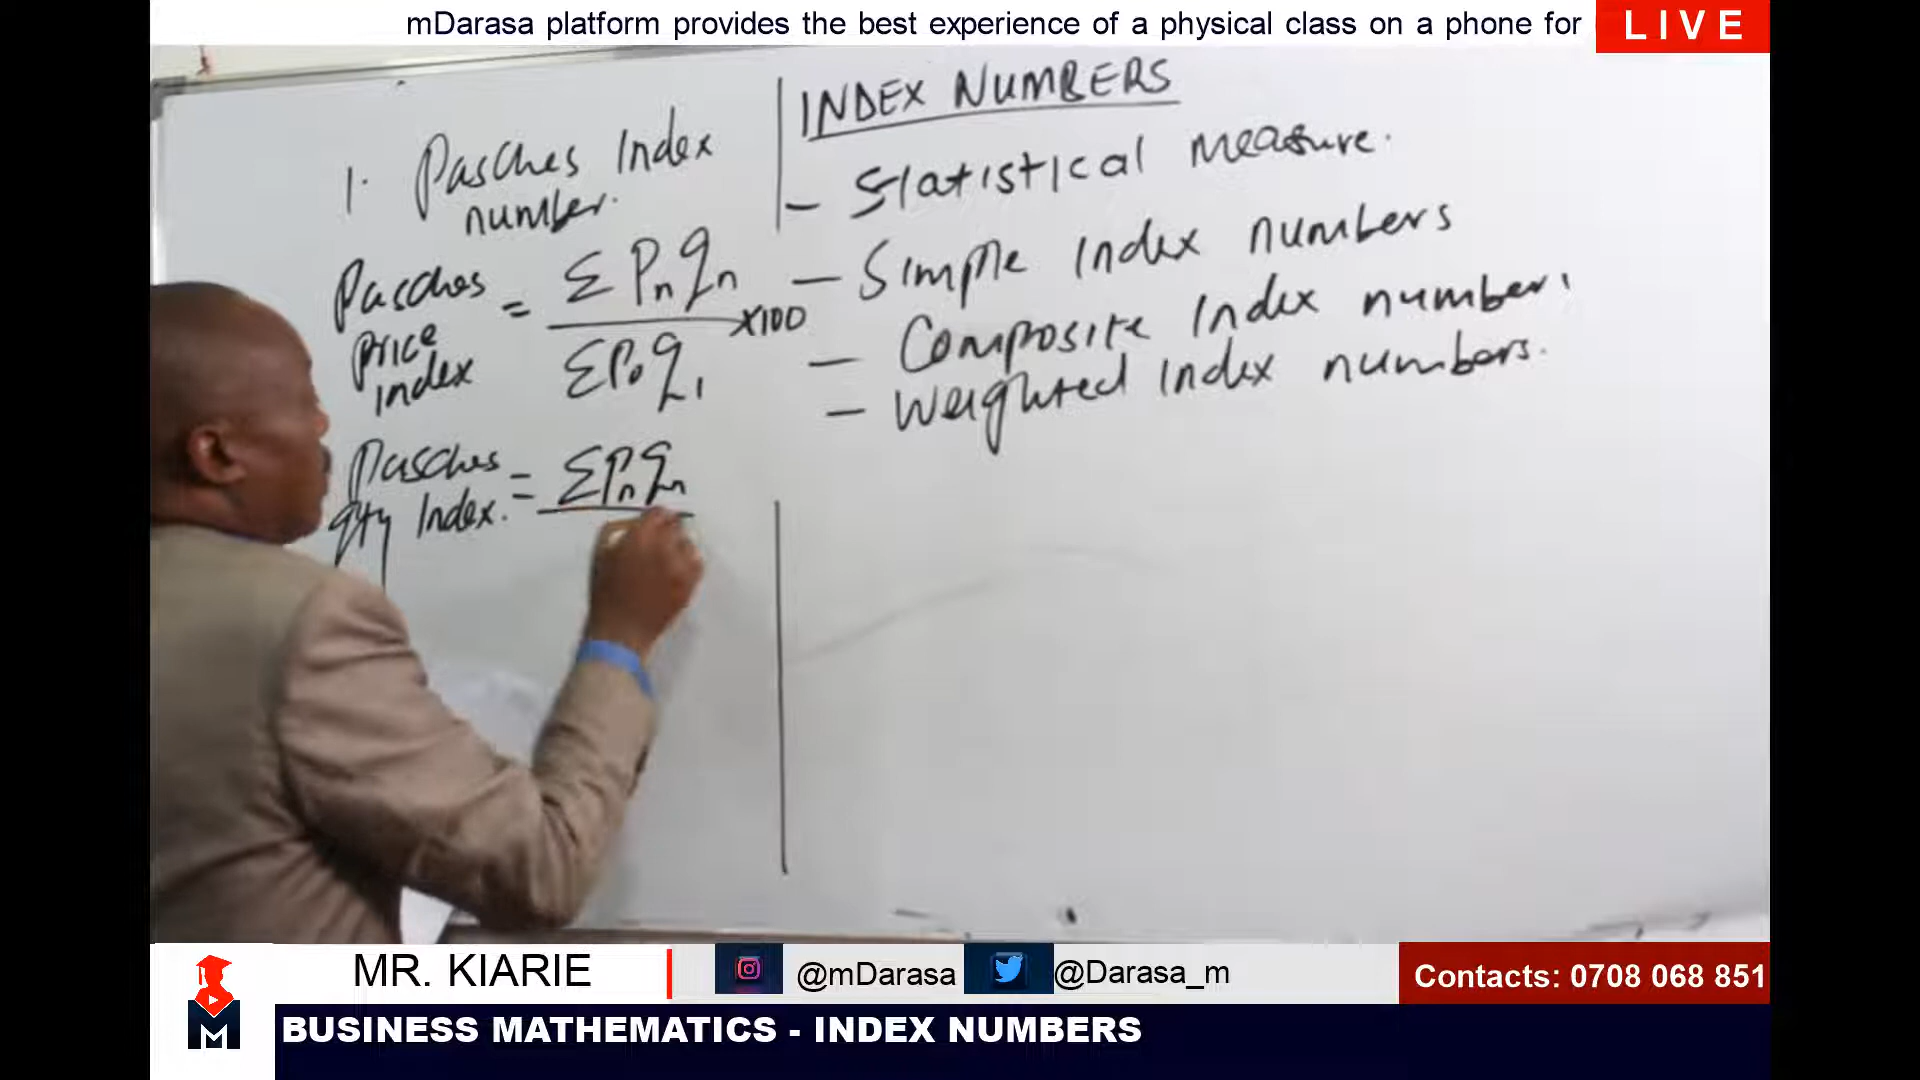 mDarasa platform provides the best experience of a physical class on a phone for
LIVE
INDEX NUMBERS
- Statistical measure.
- Simple Index numbers
- Composite Index number.
- Weighted Index numbers.
1. Pasches Index
number.
Pasches
price
index
= ΣPnqn
ΣP0q1
x100
Pasches
qty Index.
= ΣPnqn
MR. KIARIE
@mDarasa
@Darasa_m
Contacts: 0708 068 851
M
BUSINESS MATHEMATICS - INDEX NUMBERS